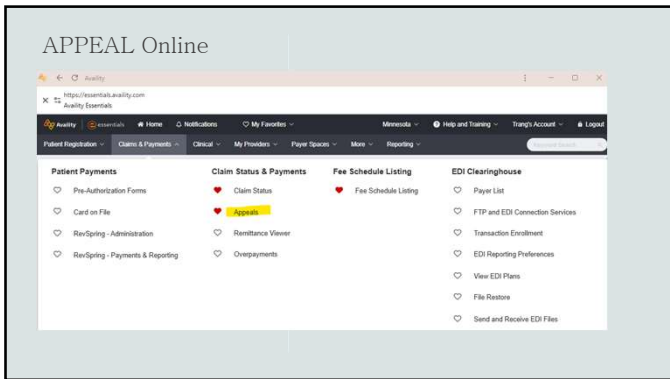 APPEAL Online
Availity
https://essentials.availity.com
Availity Essentials
Availity essentials Home Notifications My Favorites Minnesota Help and Training Trang's Account Logout
Patient Registration Claims & Payments Clinical My Providers Payer Spaces More Reporting
Patient Payments
Pre-Authorization Forms
Card on File
RevSpring - Administration
RevSpring - Payments & Reporting
Claim Status & Payments
Claim Status
Appeals
Remittance Viewer
Overpayments
Fee Schedule Listing
Fee Schedule Listing
EDI Clearinghouse
Payer List
FTP and EDI Connection Services
Transaction Enrollment
EDI Reporting Preferences
View EDI Plans
File Restore
Send and Receive EDI Files